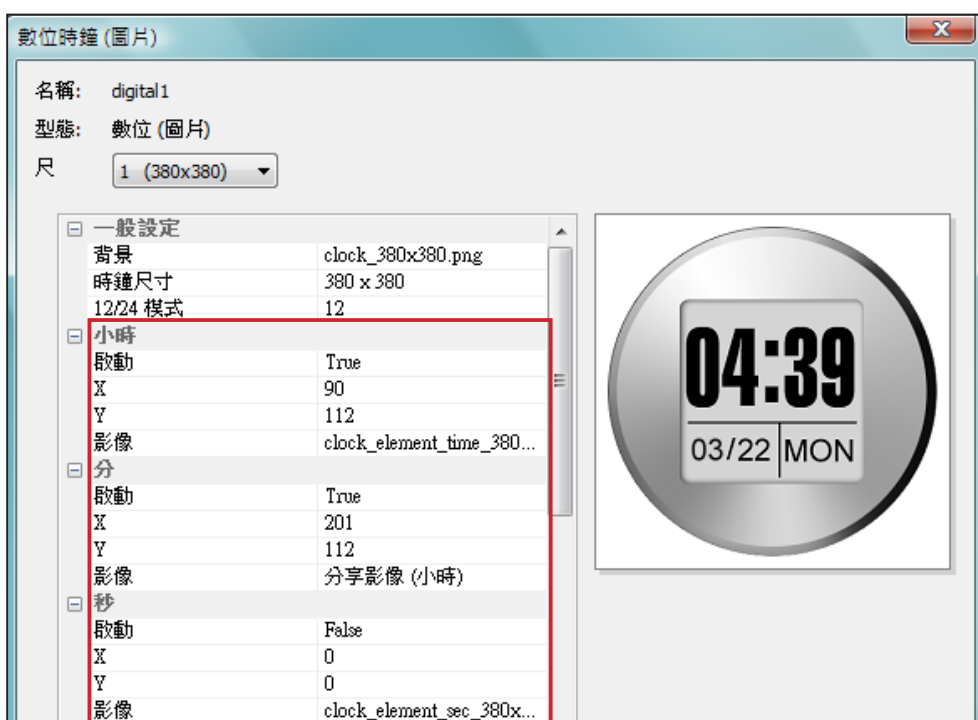 數位時鐘 (圖片)
名稱: digital1
型態: 數位 (圖片)
尺 1 (380x380)
一般設定
背景 clock_380x380.png
時鐘尺寸 380 x 380
12/24 模式 12
小時
啟動 True
X 90
Y 112
影像 clock_element_time_380...
分
啟動 True
X 201
Y 112
影像 分享影像 (小時)
秒
啟動 False
X 0
Y 0
影像 clock_element_sec_380x...
04:39
03/22 MON